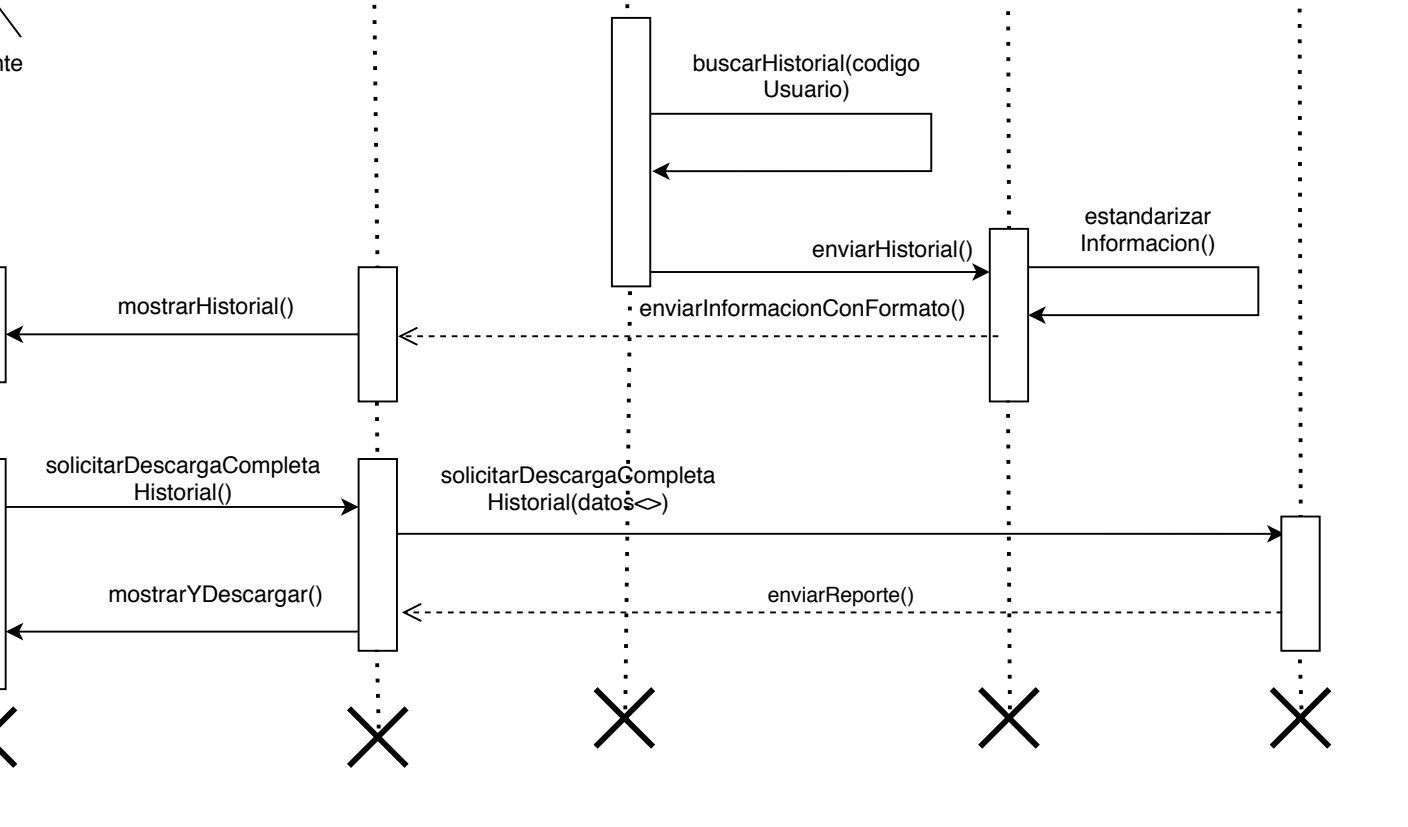 nte
buscarHistorial(codigo
Usuario)
estandarizar
Informacion()
enviarHistorial()
mostrarHistorial()
enviarInformacionConFormato()
solicitarDescargaCompleta
Historial()
solicitarDescargaCompleta
Historial(datos<>)
mostrarYDescargar()
enviarReporte()